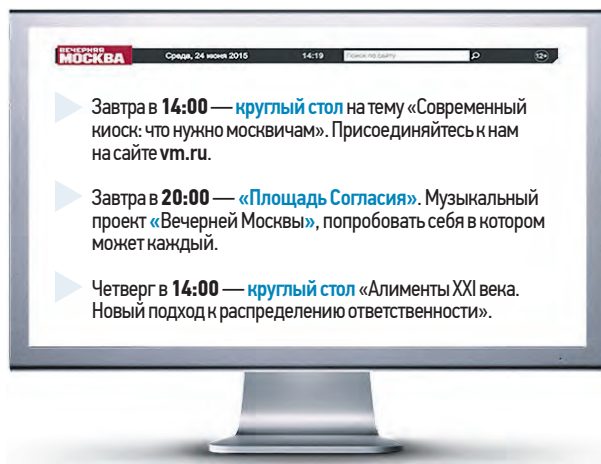 ВЕЧЕРНЯЯ
МОСКВА Среда, 24 июня 2015 14:19 Поиск по сайту 12+
Завтра в 14:00 — круглый стол на тему «Современный
киоск: что нужно москвичам». Присоединяйтесь к нам
на сайте vm.ru.
Завтра в 20:00 — «Площадь Согласия». Музыкальный
проект «Вечерней Москвы», попробовать себя в котором
может каждый.
Четверг в 14:00 — круглый стол «Алименты XXI века.
Новый подход к распределению ответственности».